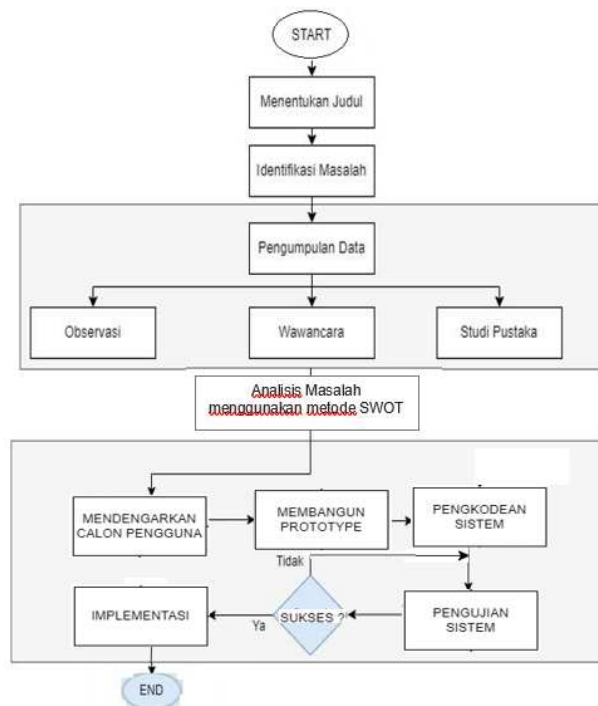 START
Menentukan Judul
Identifikasi Masalah
Pengumpulan Data
Observasi
Wawancara
Studi Pustaka
Analisis Masalah
menggunakan metode SWOT
MENDENGARKAN
CALON PENGGUNA
MEMBANGUN
PROTOTYPE
PENGKODEAN
SISTEM
Tidak
IMPLEMENTASI
Ya
SUKSES ?
PENGUJIAN
SISTEM
END